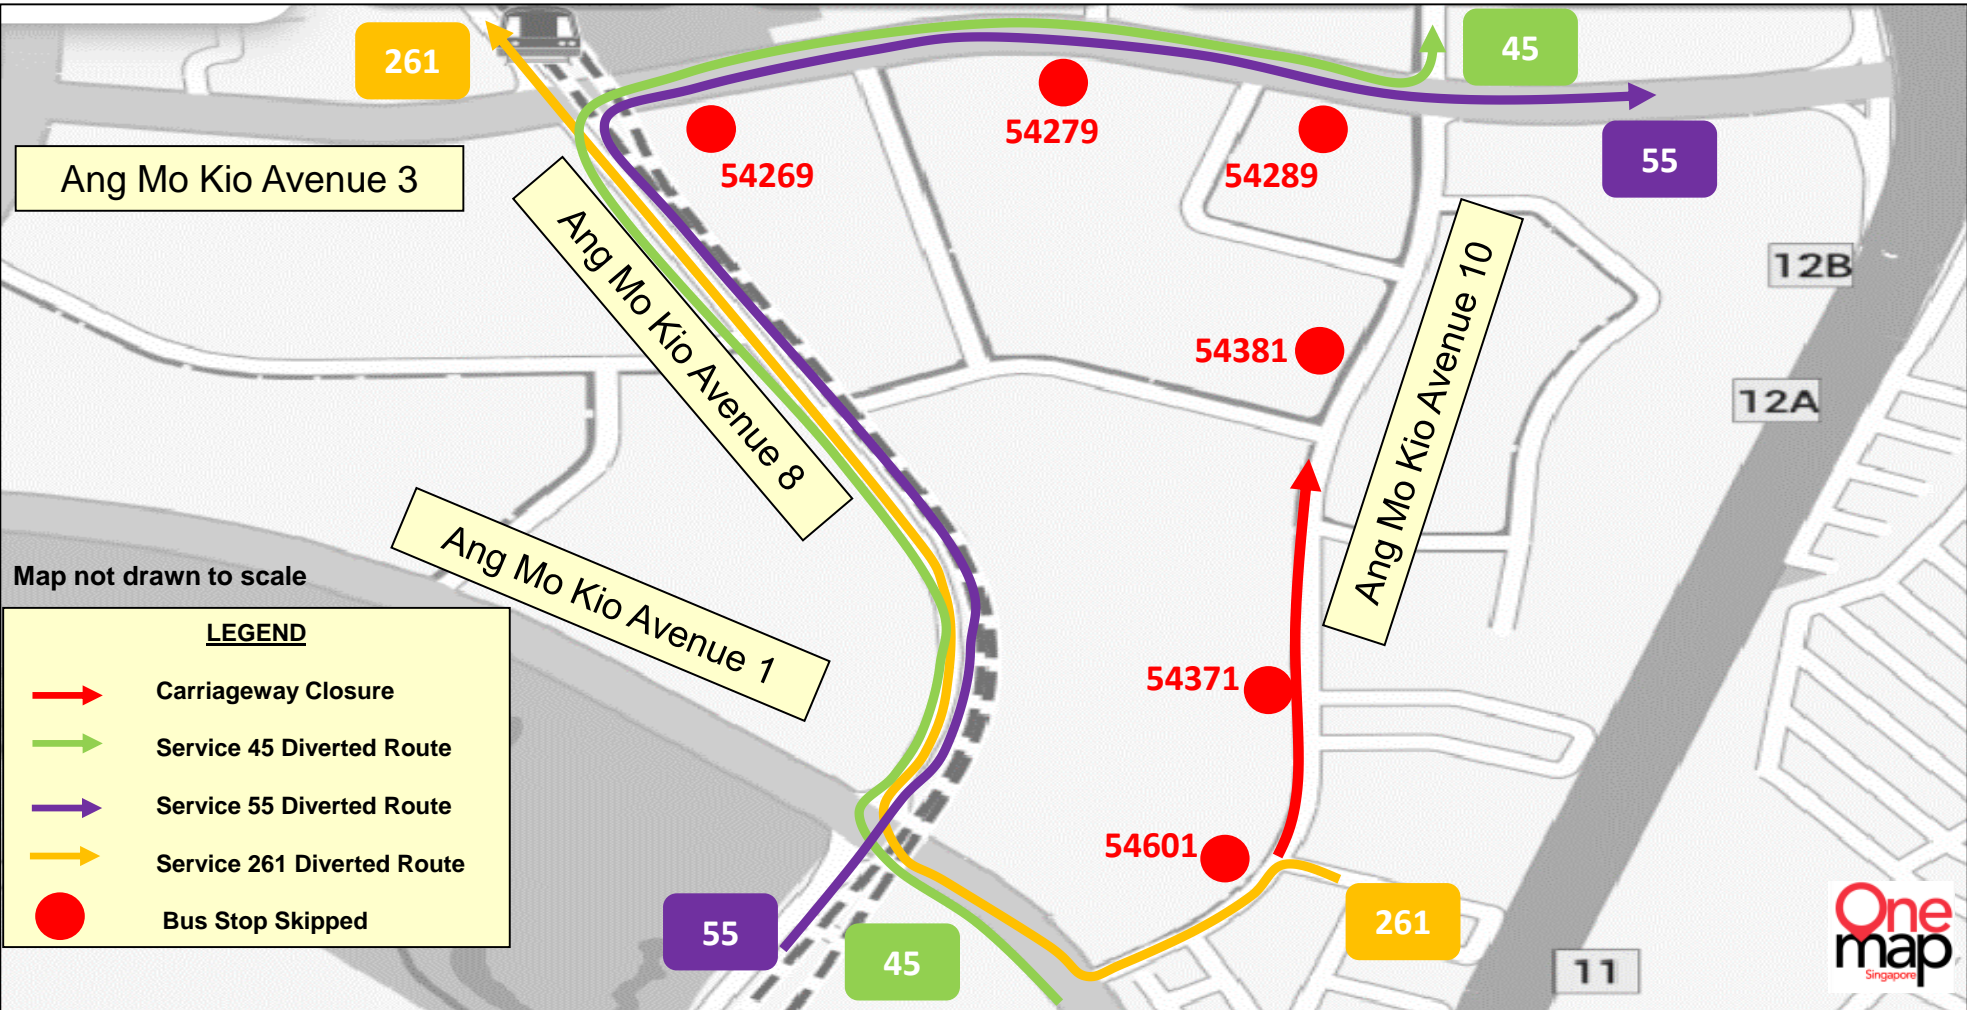 261
45
55
Ang Mo Kio Avenue 3
54269
54279
54289
Ang Mo Kio Avenue 8
12B
54381
Ang Mo Kio Avenue 10
12A
Ang Mo Kio Avenue 1
Map not drawn to scale
LEGEND
Carriageway Closure
Service 45 Diverted Route
Service 55 Diverted Route
Service 261 Diverted Route
Bus Stop Skipped
54371
54601
55
45
261
11
One
map
Singapore